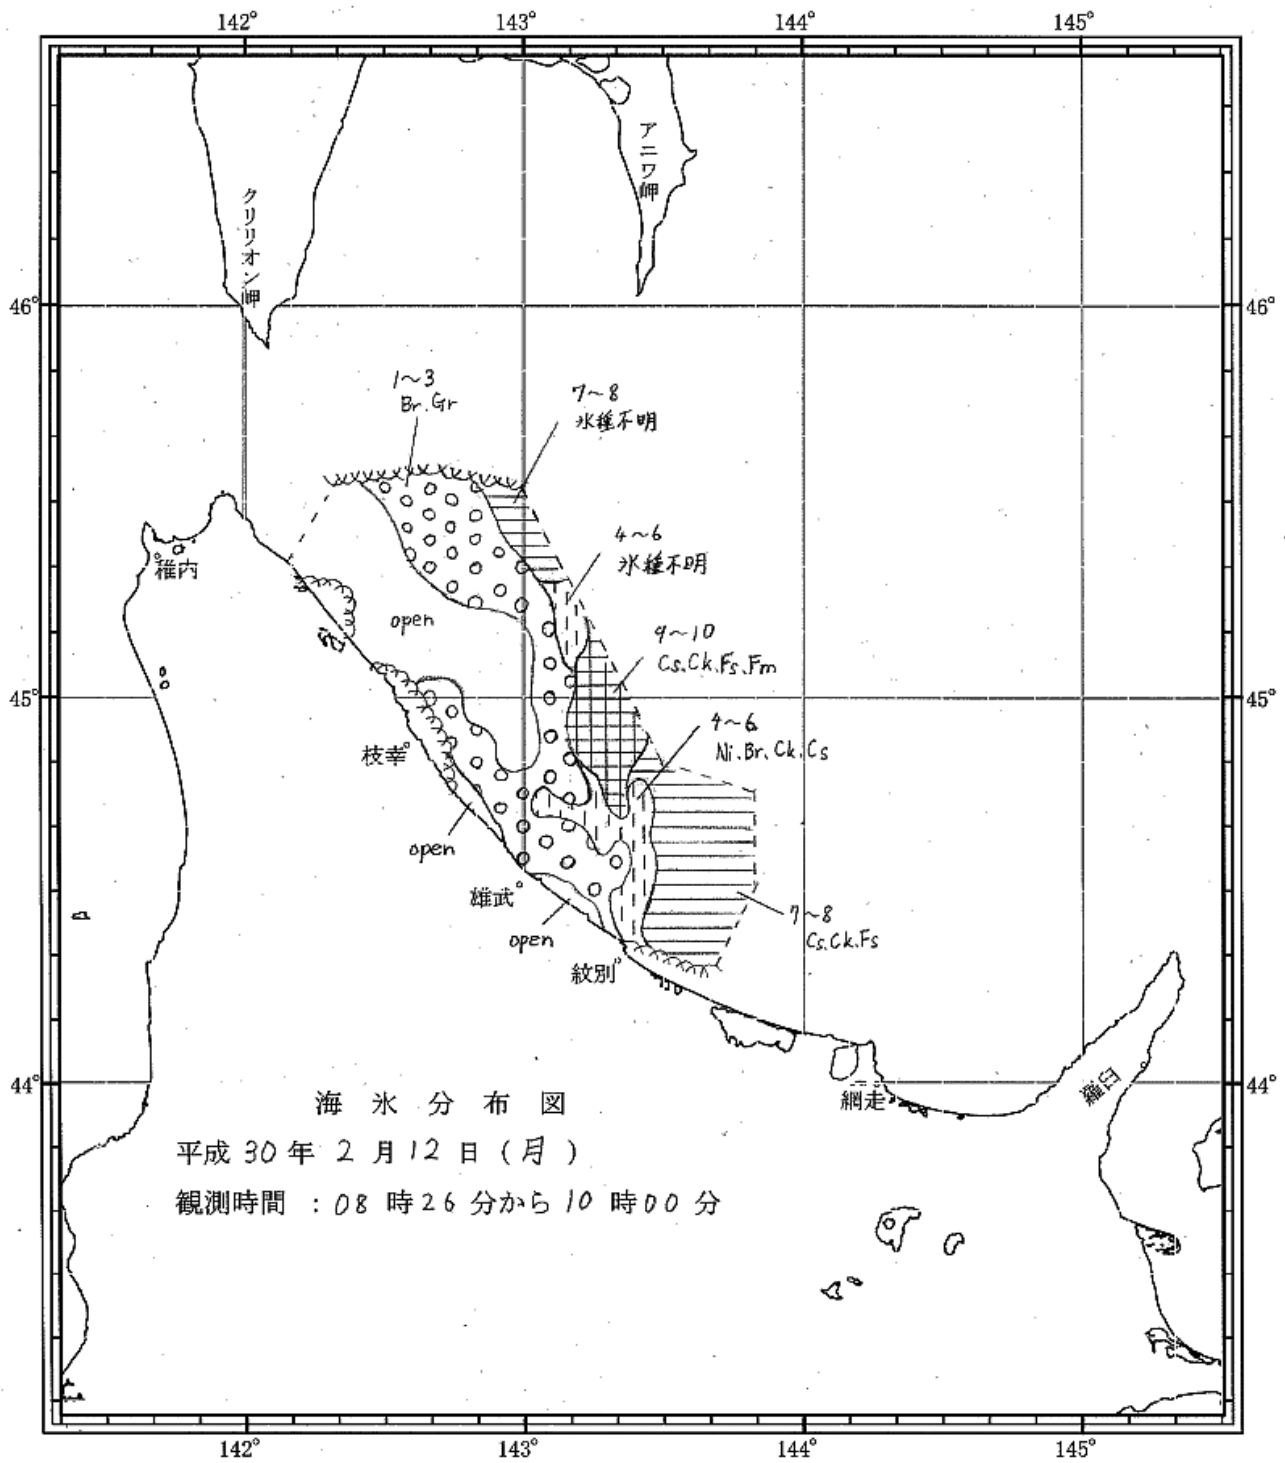 142°
143°
144°
145°
アニワ岬
クリリオン岬
46°
46°
1～3
Br.Gr
7～8
氷種不明
4～6
氷種不明
稚内
open
9～10
Cs.Ck.Fs.Fm
45°
45°
4～6
Ni.Br.Ck.Cs
枝幸
open
雄武
7～8
Cs.Ck.Fs
open
紋別
44°
44°
羅臼
網走
海氷分布図
平成30年2月12日(月)
観測時間:08時26分から10時00分
142°
143°
144°
145°